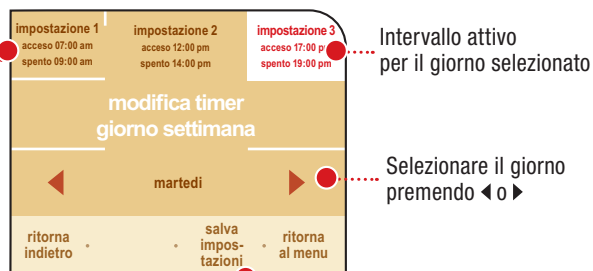 impostazione 1
acceso 07:00 am
spento 09:00 am
impostazione 2
acceso 12:00 pm
spento 14:00 pm
impostazione 3
acceso 17:00
spento 19:00 pm
Intervallo attivo
per il giorno selezionato
modifica timer
giorno settimana
martedi
Selezionare il giorno
premendo ◀ o ▶
ritorna
indietro
salva
impos-
tazioni
ritorna
al menu